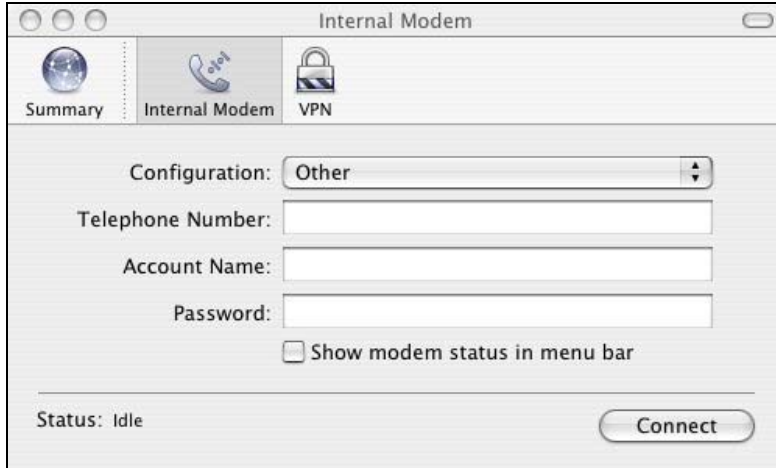 Internal Modem
Summary
Internal Modem
VPN
Configuration: Other
Telephone Number:
Account Name:
Password:
Show modem status in menu bar
Status: Idle
Connect